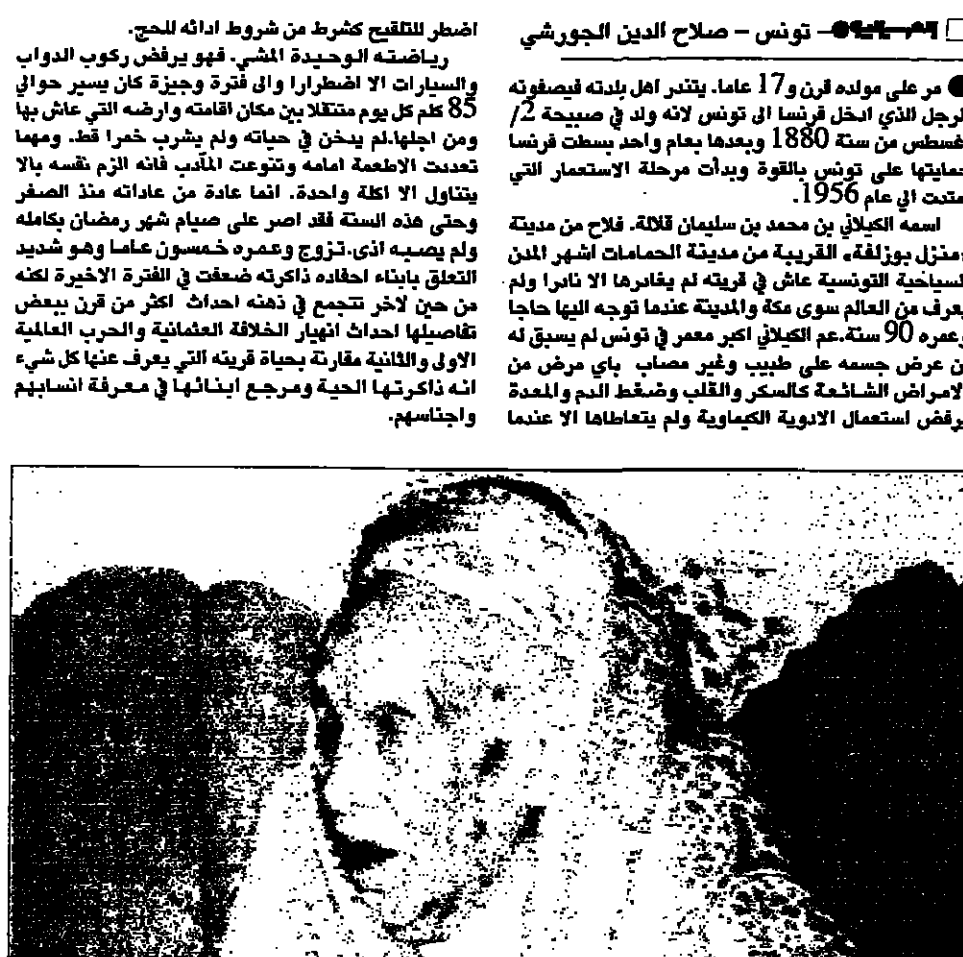 تونس – صلاح الدين الجورشي
مر على مولده قرن و17 عاما. يتندر اهل بلدته فيصفونه
لرجل الذي ادخل فرنسا الى تونس لانه ولد في صبيحة 2/
غسطس من سنة 1880 وبعدها بعام واحد بسطت فرنسا
حمايتها على تونس بالقوة وبدأت مرحلة الاستعمار التي
متدت الى عام 1956.
اسمه الكيلاني بن محمد بن سليمان قلالة. فلاح من مدينة
«منزل بوزلفة» القريبة من مدينة الحمامات اشهر المدن
لسياحية التونسية عاش في قريته لم يغادرها الا نادرا ولم
يعرف من العالم سوى مكة والمدينة عندما توجه اليها حاجا
وعمره 90 سنة.عم الكيلاني اكبر معمر في تونس لم يسبق له
ن عرض جسمه على طبيب وغير مصاب باي مرض من
لامراض الشائعة كالسكر والقلب وضغط الدم والمعدة
يرفض استعمال الادوية الكيماوية ولم يتعاطاها الا عندما
اضطر للتلقيح كشرط من شروط ادائه للحج.
رياضته الوحيدة المشي. فهو يرفض ركوب الدواب
والسيارات الا اضطرارا والى فترة وجيزة كان يسير حوالي
85 كلم كل يوم متنقلا بين مكان اقامته وارضه التي عاش بها
ومن اجلها.لم يدخن في حياته ولم يشرب خمرا قط. ومهما
تعددت الاطعمة امامه وتنوعت المآدب فانه الزم نفسه بالا
يتناول الا اكلة واحدة. انما عادة من عاداته منذ الصغر
وحتى هذه السنة فقد اصر على صيام شهر رمضان بكامله
ولم يصبه اذى.تزوج وعمره خمسون عاما وهو شديد
التعلق بابناء احفاده ذاكرته ضعفت في الفترة الاخيرة لكنه
من حين لاخر تتجمع في ذهنه احداث اكثر من قرن ببعض
تفاصيلها احداث انهيار الخلافة العثمانية والحرب العالمية
الاولى والثانية مقارنة بحياة قريته التي يعرف عنها كل شيء
انه ذاكرتها الحية ومرجع ابنائها في معرفة انسابهم
واجناسهم.